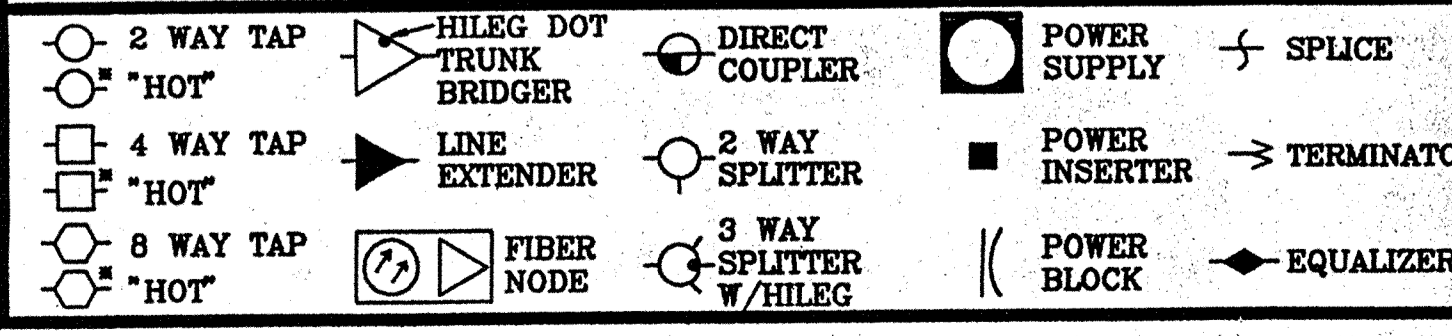 2 WAY TAP
* "HOT"
4 WAY TAP
* "HOT"
8 WAY TAP
* "HOT"
HILEG DOT
TRUNK
BRIDGER
LINE
EXTENDER
FIBER
NODE
DIRECT
COUPLER
2 WAY
SPLITTER
3 WAY
SPLITTER
W/HILEG
POWER
SUPPLY
POWER
INSERTER
POWER
BLOCK
SPLICE
TERMINATO
EQUALIZER